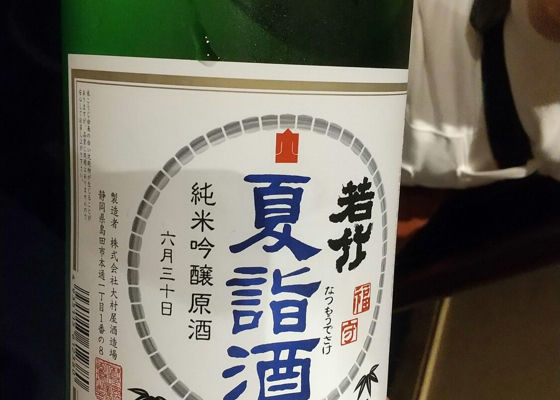 若竹
福
なつもうでさけ
夏詣酒
純米吟醸原酒
六月三十日
製造者 株式会社大村屋酒造場
静岡県島田市本通一丁目1番の8